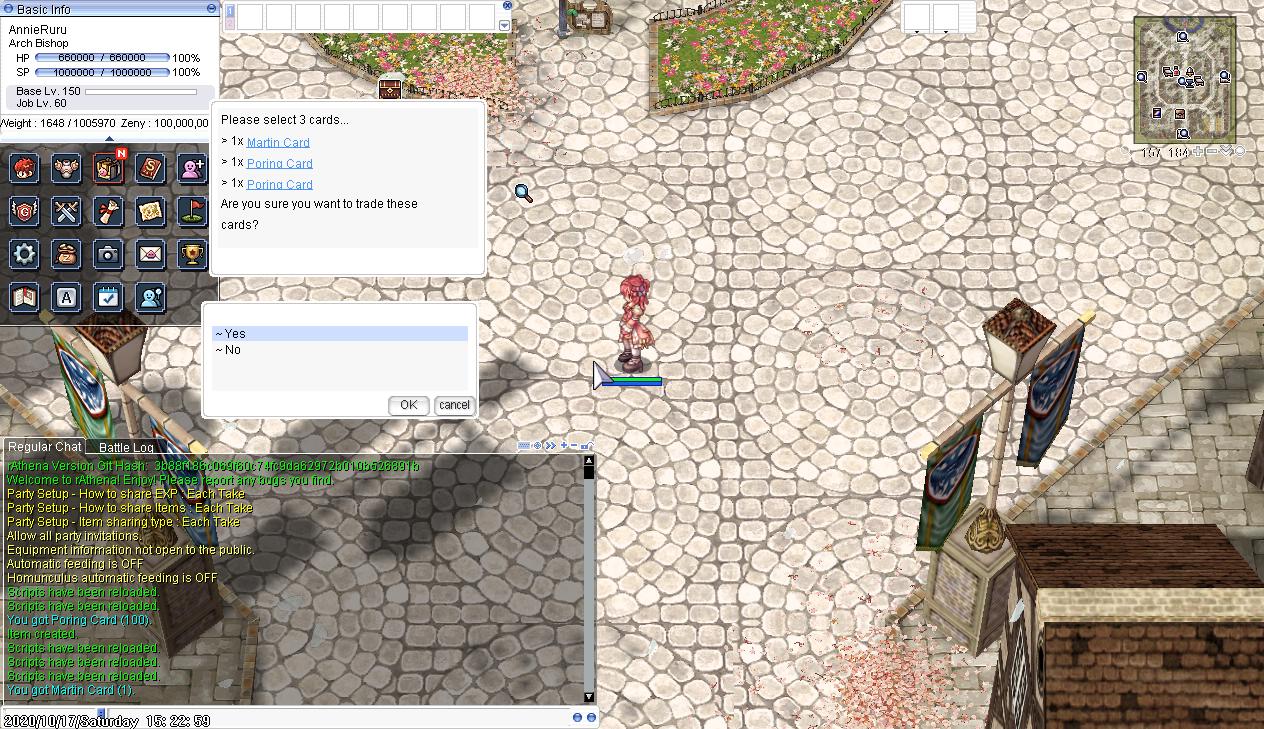 Basic Info
AnnieRuru
Arch Bishop
HP 660000 / 660000 100%
SP 1000000 / 1000000 100%
Base Lv. 150
Job Lv. 60
Weight : 1648 / 1005970 Zeny : 100,000,00
N
S
G
Z
A
1
2
Please select 3 cards...
> 1x Martin Card
> 1x Poring Card
> 1x Poring Card
Are you sure you want to trade these
cards?
~ Yes
~ No
OK cancel
157 184
Regular Chat Battle Log
Welcome to rAthena! Enjoy! Please report any bugs you find.
Party Setup - How to share EXP : Each Take
Party Setup - How to share Items : Each Take
Party Setup - Item sharing type : Each Take
Allow all party invitations.
Equipment information not open to the public.
Automatic feeding is OFF
Homunculus automatic feeding is OFF
Scripts have been reloaded.
Scripts have been reloaded.
You got Poring Card (100).
Item created.
Scripts have been reloaded.
Scripts have been reloaded.
Scripts have been reloaded.
You got Martin Card (1).
2020/10/17/Saturday 15: 22: 59